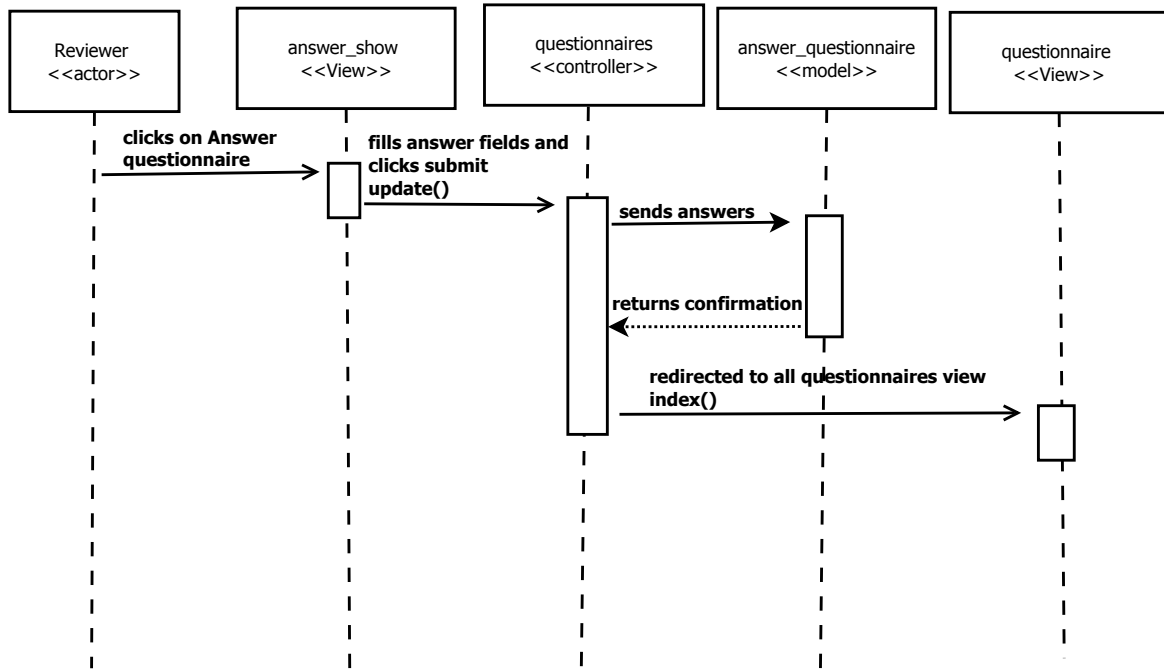 Reviewer
<<actor>>
answer_show
<<View>>
questionnaires
<<controller>>
answer_questionnaire
<<model>>
questionnaire
<<View>>
clicks on Answer
questionnaire
fills answer fields and
clicks submit
update()
sends answers
returns confirmation
redirected to all questionnaires view
index()